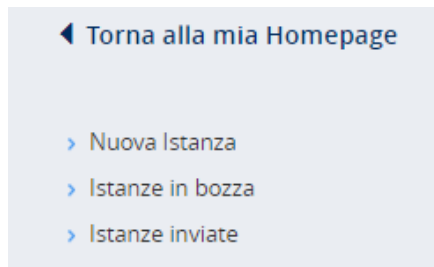 Torna alla mia Homepage
Nuova Istanza
Istanze in bozza
Istanze inviate